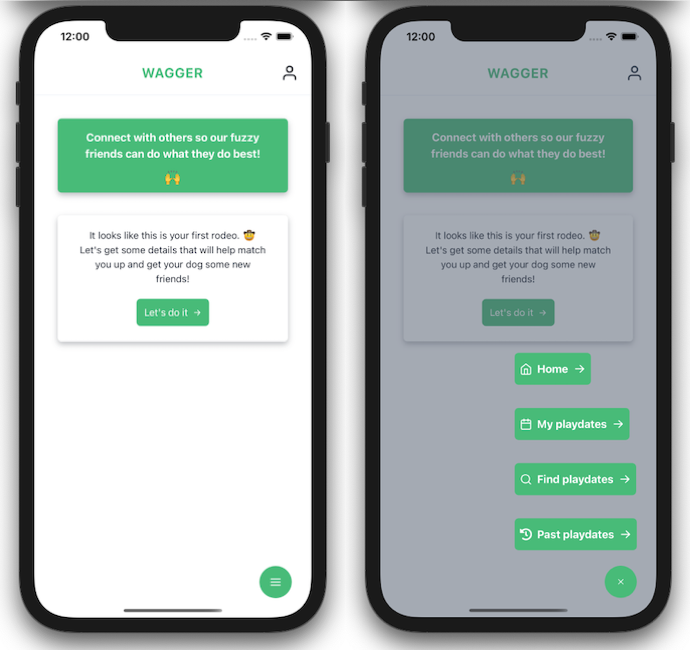 12:00
WAGGER
Connect with others so our fuzzy
friends can do what they do best!
🙌
It looks like this is your first rodeo. 🤠
Let's get some details that will help match
you up and get your dog some new
friends!
Let's do it →
12:00
WAGGER
Connect with others so our fuzzy
friends can do what they do best!
🙌
It looks like this is your first rodeo. 🤠
Let's get some details that will help match
you up and get your dog some new
friends!
Let's do it →
Home →
My playdates →
Find playdates →
Past playdates →